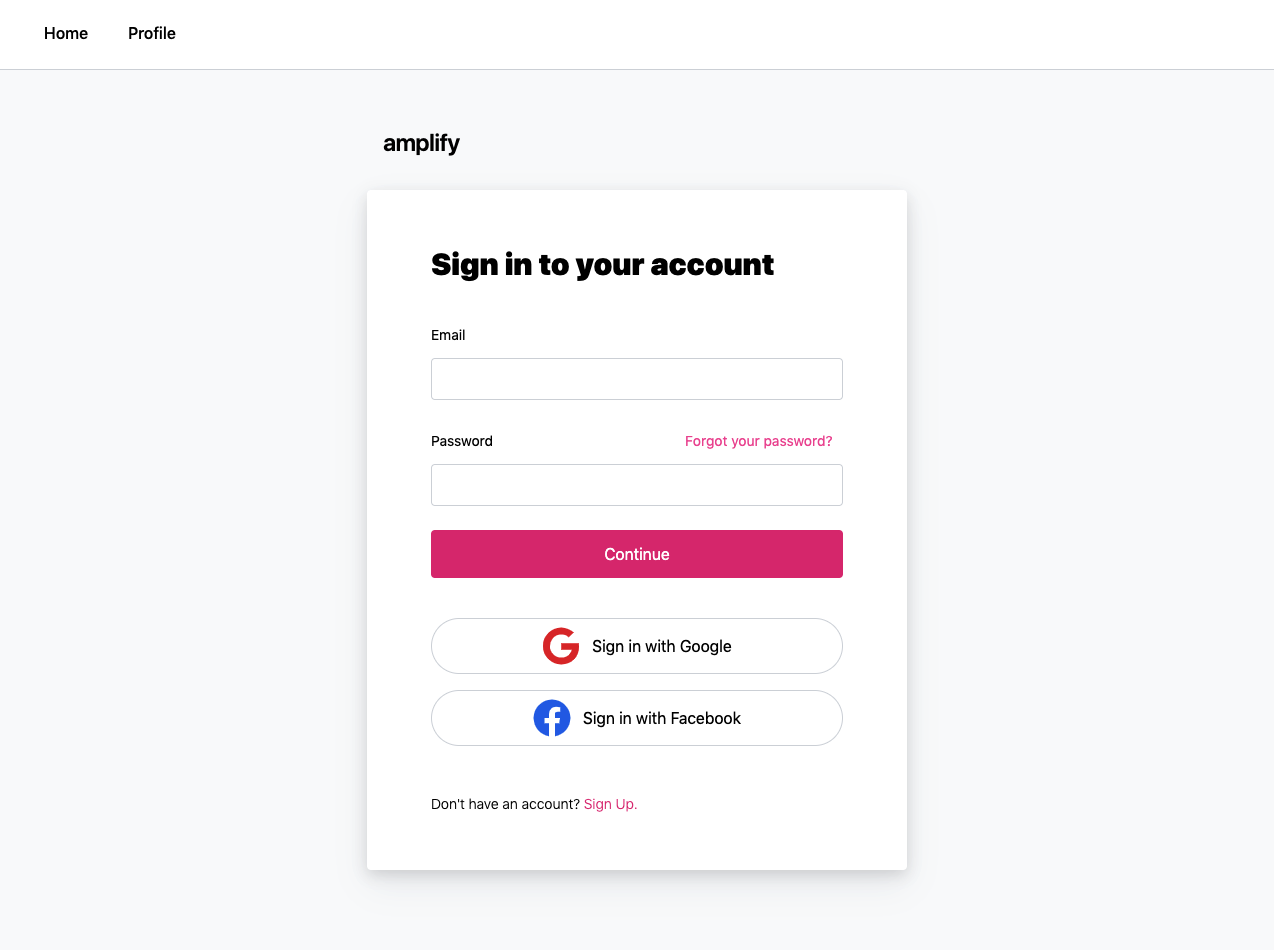 Home Profile
amplify
Sign in to your account
Email
Password Forgot your password?
Continue
Sign in with Google
Sign in with Facebook
Don't have an account? Sign Up.